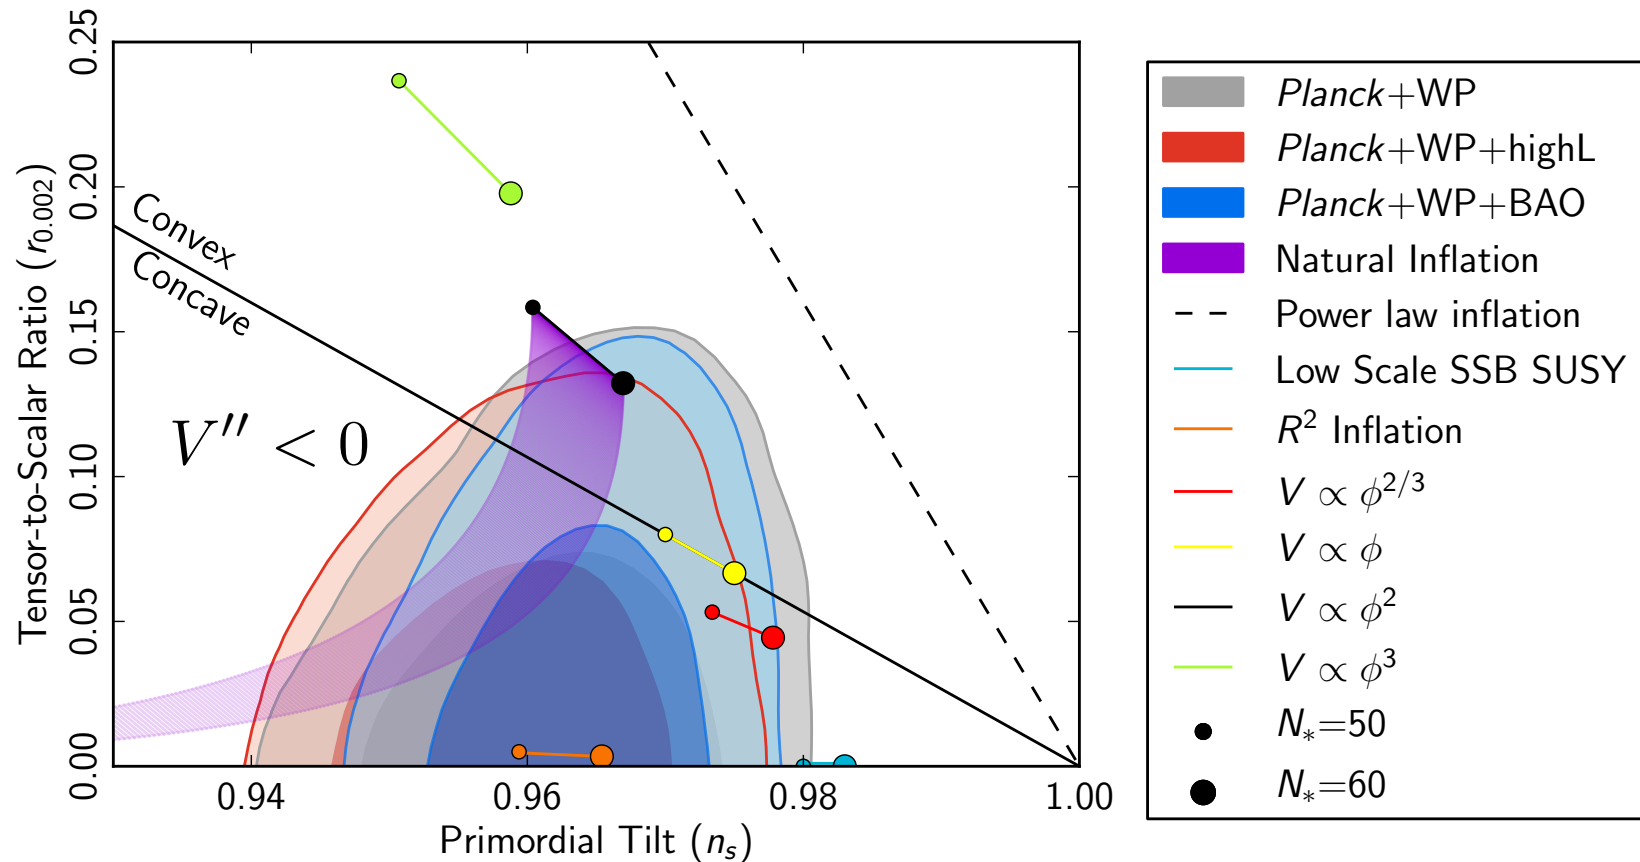 0.25
0.20
0.15
0.10
0.05
0.00
Tensor-to-Scalar Ratio (r₀.₀₀₂)
Convex
Concave
V″ < 0
0.94 0.96 0.98 1.00
Primordial Tilt (nₛ)
Planck+WP
Planck+WP+highL
Planck+WP+BAO
Natural Inflation
Power law inflation
Low Scale SSB SUSY
R² Inflation
V ∝ ϕ²ᐟ³
V ∝ ϕ
V ∝ ϕ²
V ∝ ϕ³
N∗=50
N∗=60